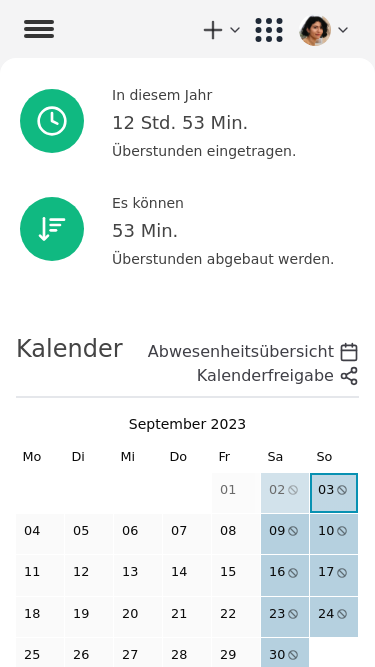 In diesem Jahr
12 Std. 53 Min.
Überstunden eingetragen.
Es können
53 Min.
Überstunden abgebaut werden.
Kalender
Abwesenheitsübersicht
Kalenderfreigabe
September 2023
Mo Di Mi Do Fr Sa So
01 02 03
04 05 06 07 08 09 10
11 12 13 14 15 16 17
18 19 20 21 22 23 24
25 26 27 28 29 30